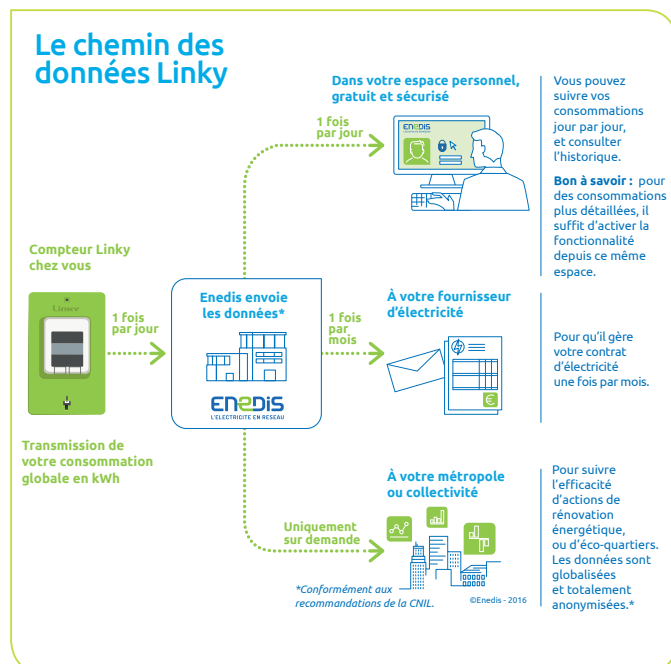 Le chemin des
données Linky
Dans votre espace personnel,
gratuit et sécurisé
1 fois
par jour
ENEDIS
Vous pouvez
suivre vos
consommations
jour par jour,
et consulter
l'historique.
Bon à savoir : pour
des consommations
plus détaillées, il
suffit d'activer la
fonctionnalité
depuis ce même
espace.
Compteur Linky
chez vous
Linky
1 fois
par jour
Enedis envoie
les données*
ENEDIS
L'ELECTRICITE EN RESEAU
1 fois
par
mois
À votre fournisseur
d'électricité
€
Pour qu'il gère
votre contrat
d'électricité
une fois par mois.
Transmission de
votre consommation
globale en kWh
Uniquement
sur demande
À votre métropole
ou collectivité
Pour suivre
l'efficacité
d'actions de
rénovation
énergétique,
ou d'éco-quartiers.
Les données sont
globalisées
et totalement
anonymisées.*
*Conformément aux
recommandations de la CNIL.
©Enedis - 2016